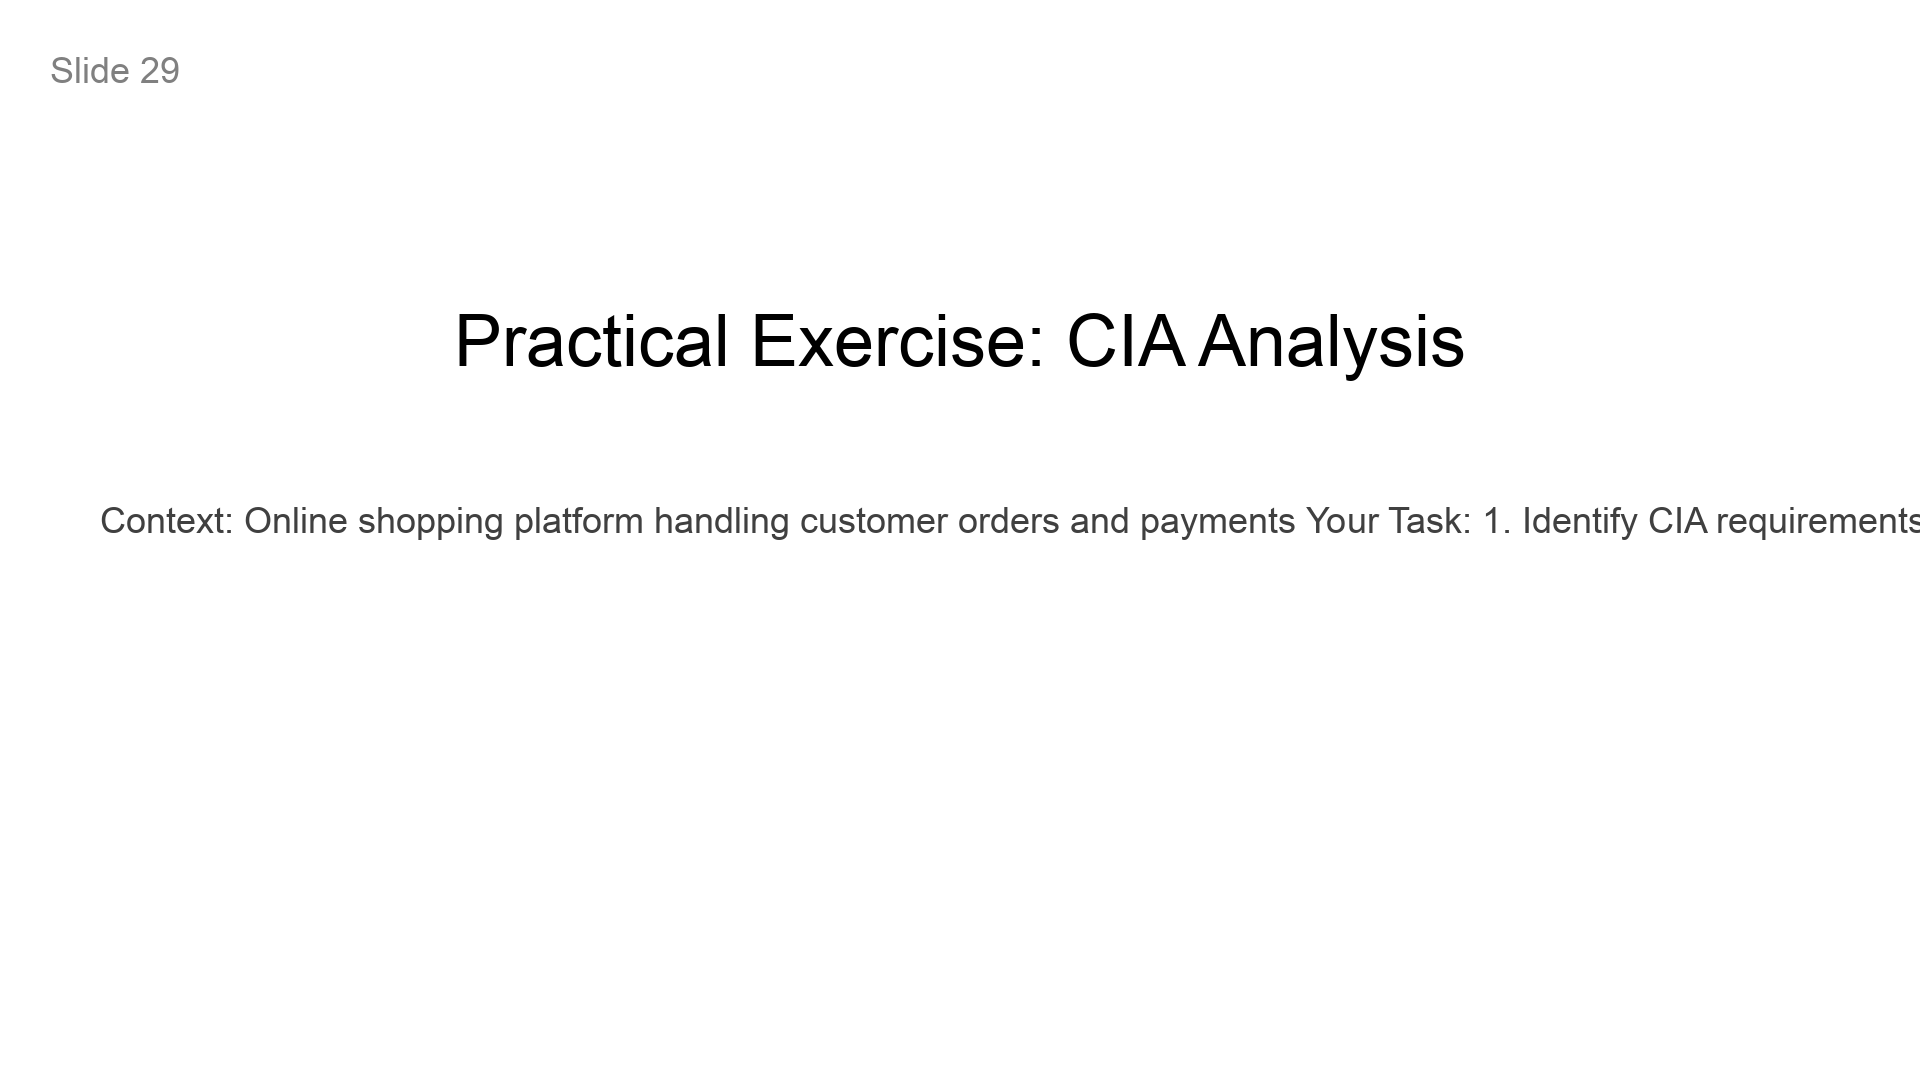 Slide 29
Practical Exercise: CIA Analysis
Context: Online shopping platform handling customer orders and payments Your Task: 1. Identify CIA requirements